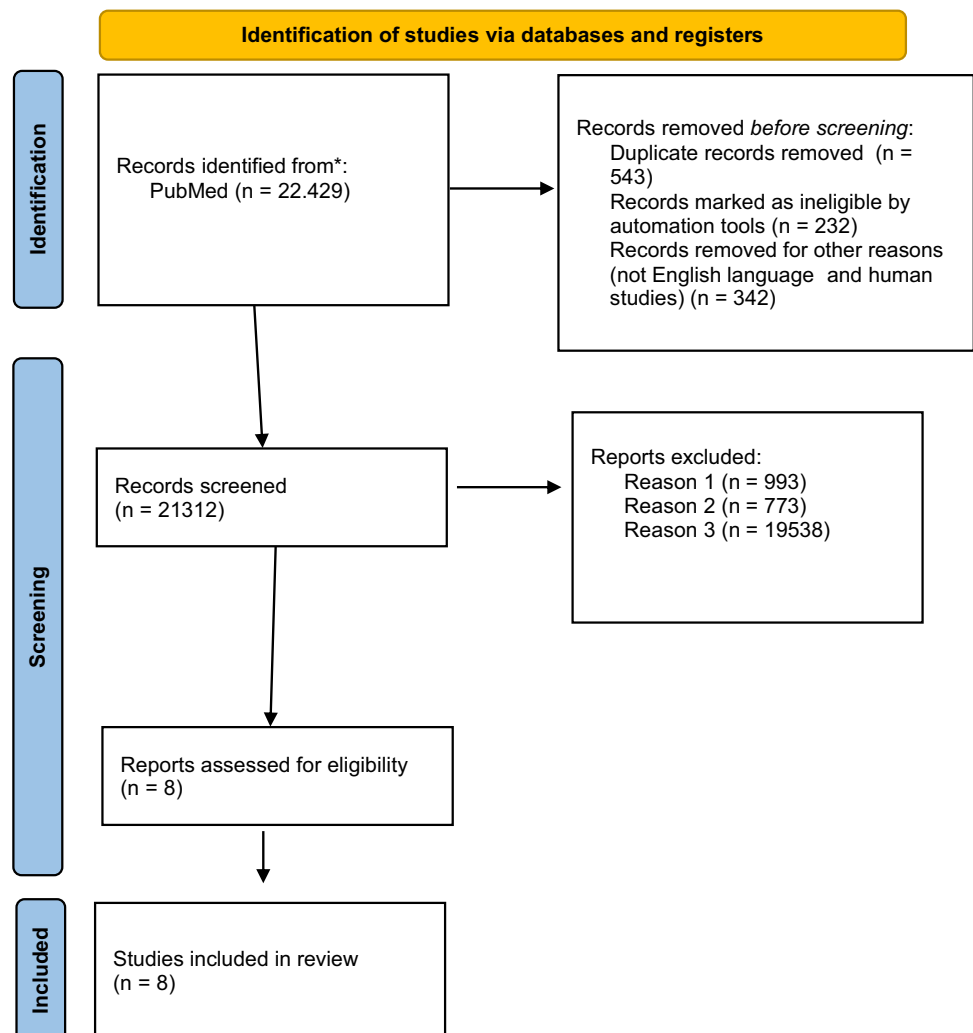 Identification of studies via databases and registers
Identification
Records identified from*:
PubMed (n = 22.429)
Records removed before screening:
Duplicate records removed (n =
543)
Records marked as ineligible by
automation tools (n = 232)
Records removed for other reasons
(not English language and human
studies) (n = 342)
Screening
Records screened
(n = 21312)
Reports excluded:
Reason 1 (n = 993)
Reason 2 (n = 773)
Reason 3 (n = 19538)
Reports assessed for eligibility
(n = 8)
Included
Studies included in review
(n = 8)